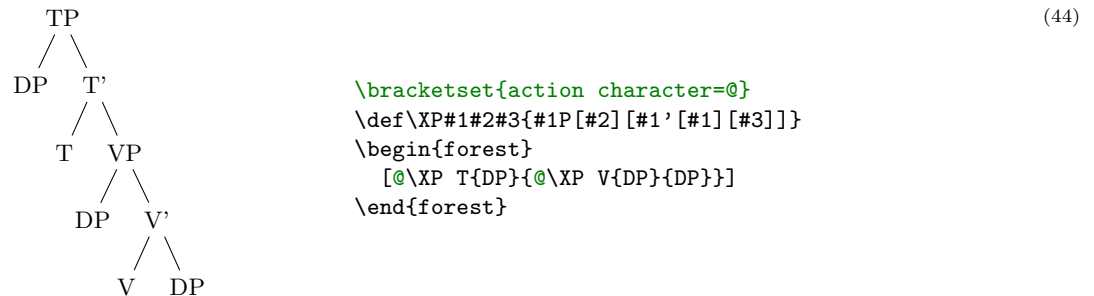 TP
(44)
DP T'
T VP
DP V'
V DP
\bracketset{action character=@}
\def\XP#1#2#3{#1P[#2][#1'[#1][#3]]}
\begin{forest}
[@\XP T{DP}{@\XP V{DP}{DP}}]
\end{forest}